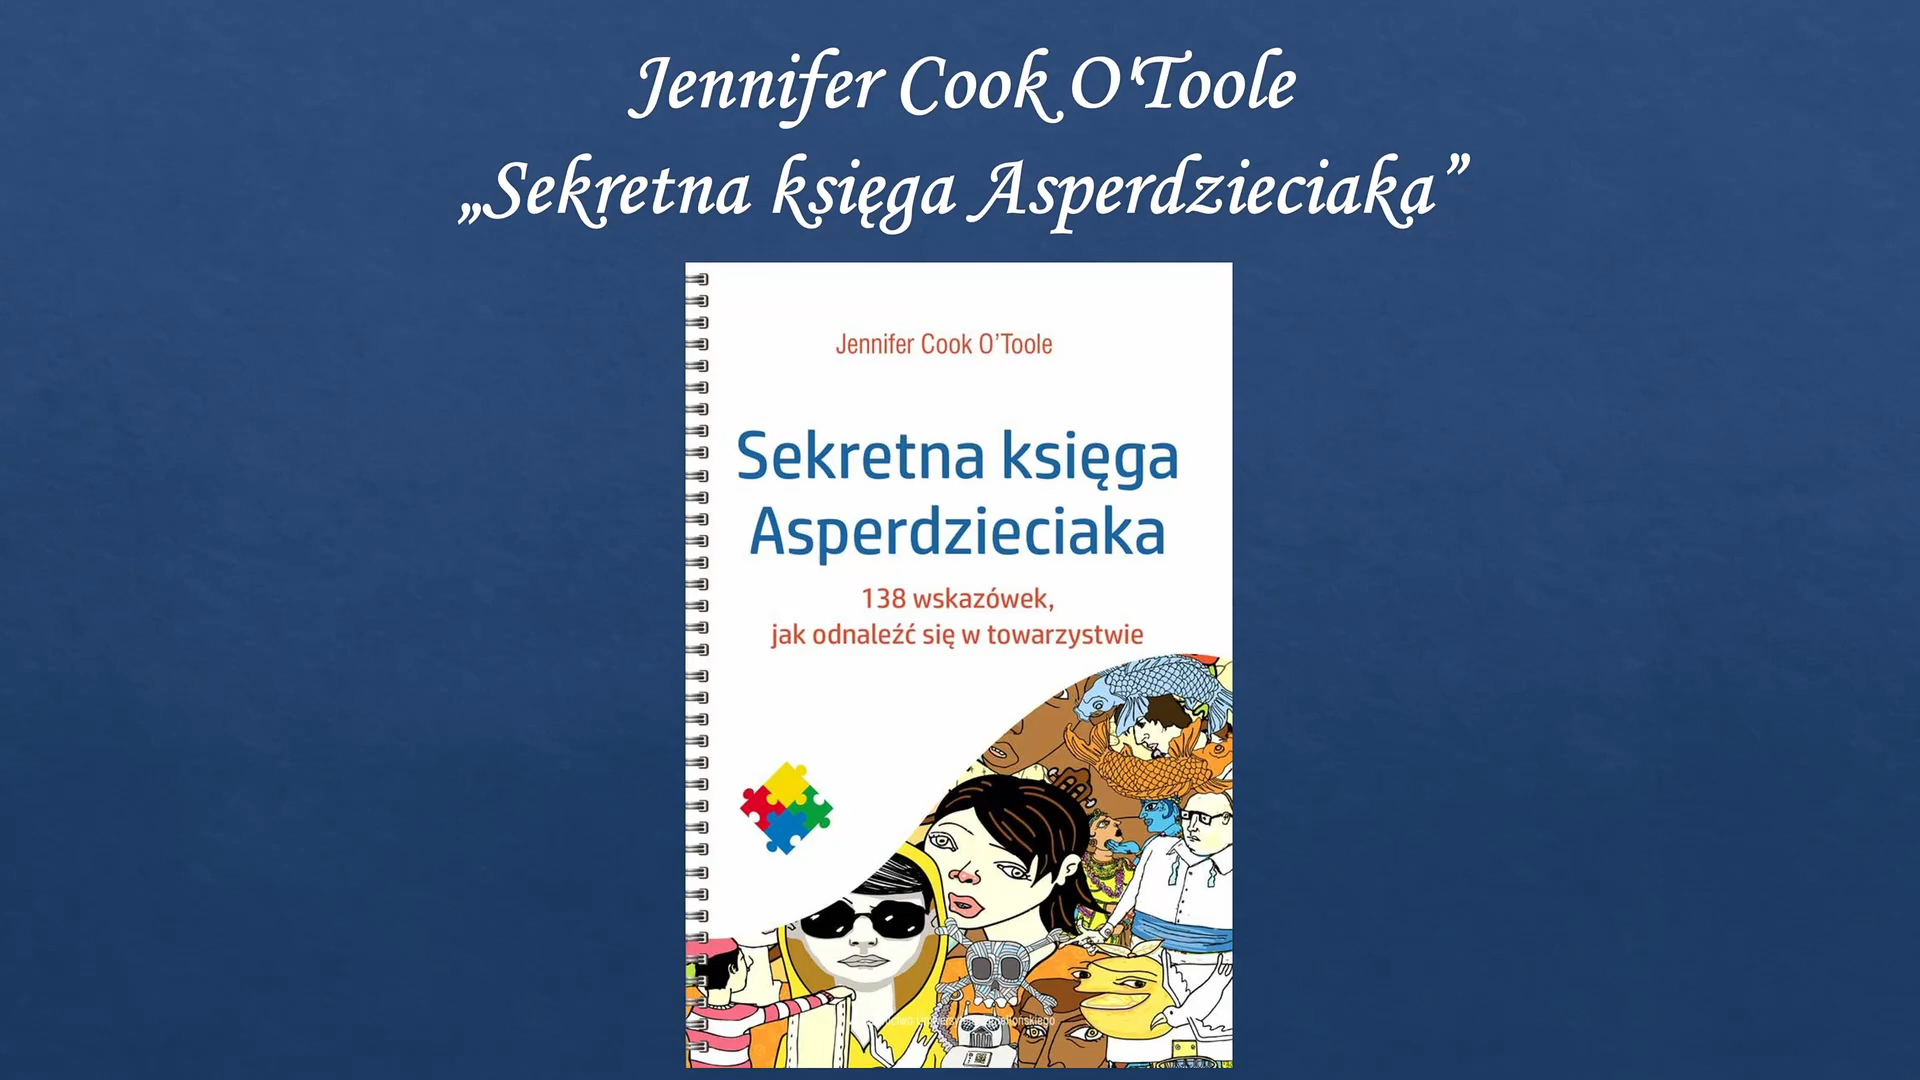 Jennifer Cook O'Toole
„Sekretna księga Asperdzieciaka”
Jennifer Cook O’Toole
Sekretna księga
Asperdzieciaka
138 wskazówek,
jak odnaleźć się w towarzystwie